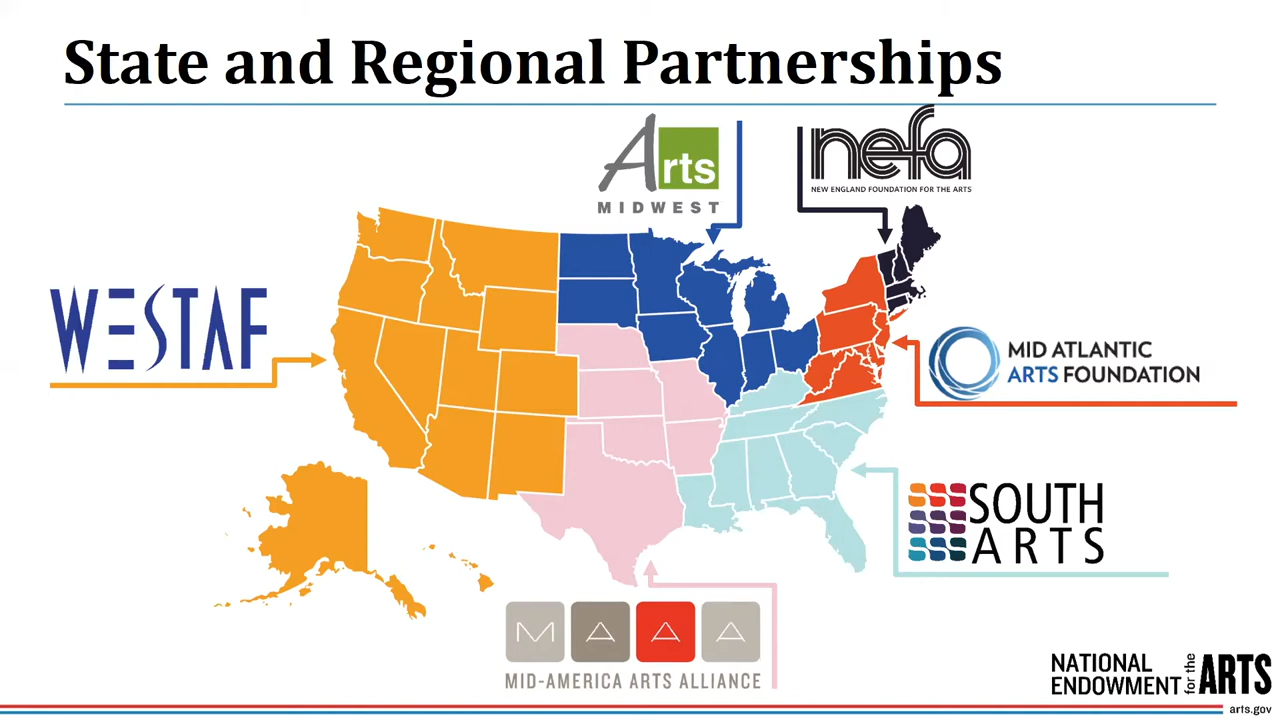 State and Regional Partnerships
Arts
MIDWEST
nefa
NEW ENGLAND FOUNDATION FOR THE ARTS
WESTAF
MID ATLANTIC
ARTS FOUNDATION
SOUTH
ARTS
MAAA
MID-AMERICA ARTS ALLIANCE
NATIONAL
ENDOWMENT for the ARTS
arts.gov